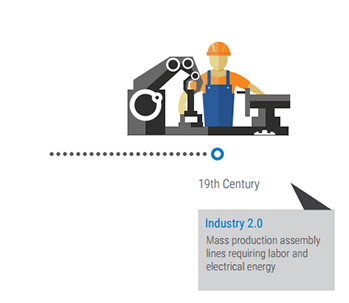 19th Century
Industry 2.0
Mass production assembly
lines requiring labor and
electrical energy